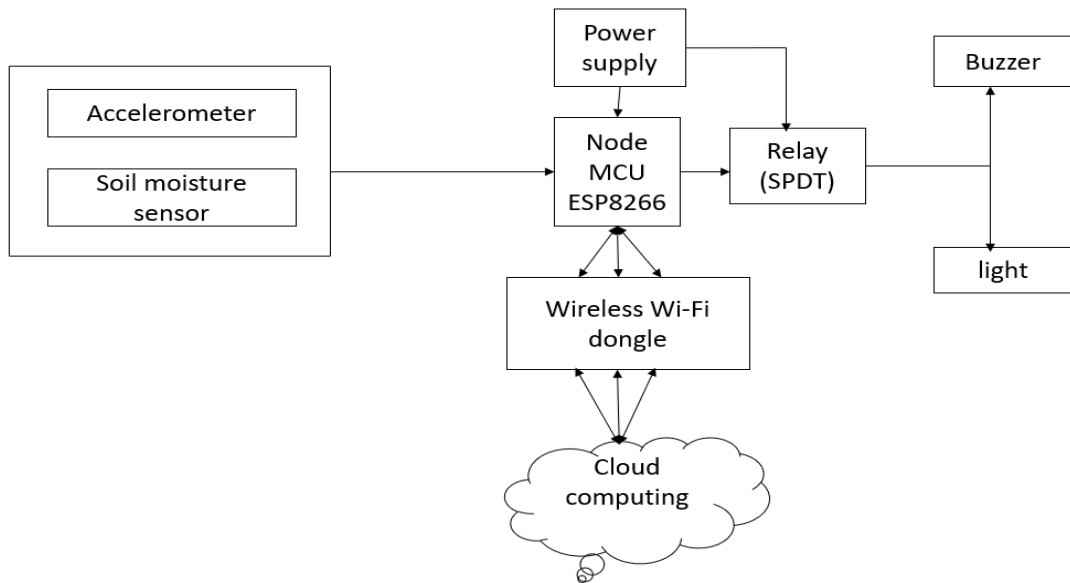 Power
supply
Buzzer
Accelerometer
Node
MCU
ESP8266
Relay
(SPDT)
Soil moisture
sensor
light
Wireless Wi-Fi
dongle
Cloud
computing